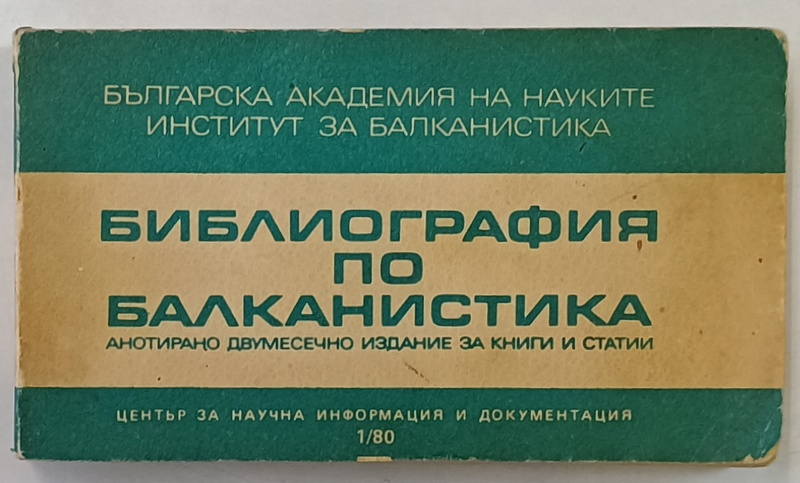 БЪЛГАРСКА АКАДЕМИЯ НА НАУКИТЕ
ИНСТИТУТ ЗА БАЛКАНИСТИКА
БИБЛИОГРАФИЯ
ПО
БАЛКАНИСТИКА
АНОТИРАНО ДВУМЕСЕЧНО ИЗДАНИЕ ЗА КНИГИ И СТАТИИ
ЦЕНТЪР ЗА НАУЧНА ИНФОРМАЦИЯ И ДОКУМЕНТАЦИЯ
1/80